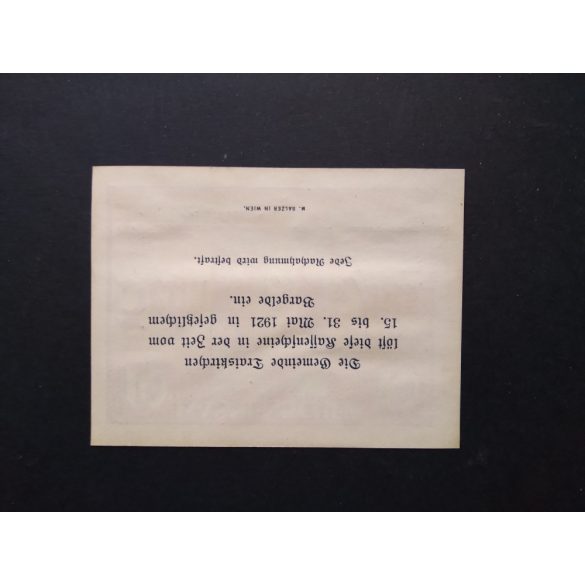 Die Gemeinde Traiskirchen
löst diese Kassenscheine in der Zeit vom
15. bis 31. Mai 1921 in gesetzlichem
Bargelde ein.
Jede Nachahmung wird bestraft.
M. BALZER IN WIEN.